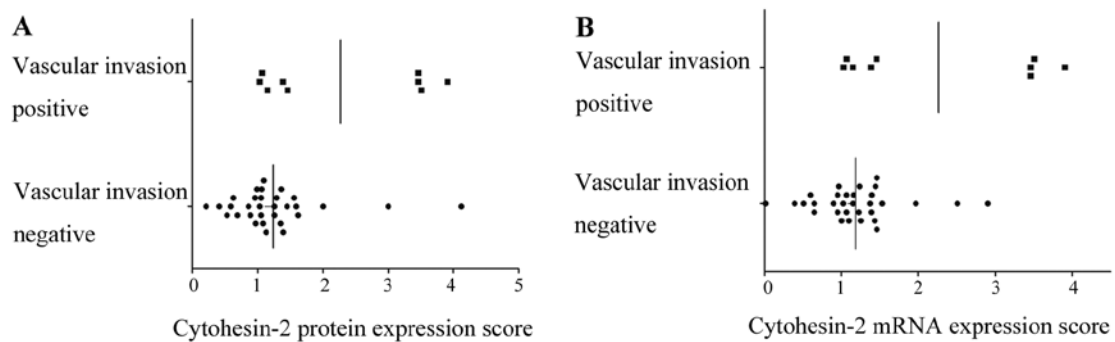 A
Vascular invasion
positive
Vascular invasion
negative
0 1 2 3 4 5
Cytohesin-2 protein expression score
B
Vascular invasion
positive
Vascular invasion
negative
0 1 2 3 4
Cytohesin-2 mRNA expression score